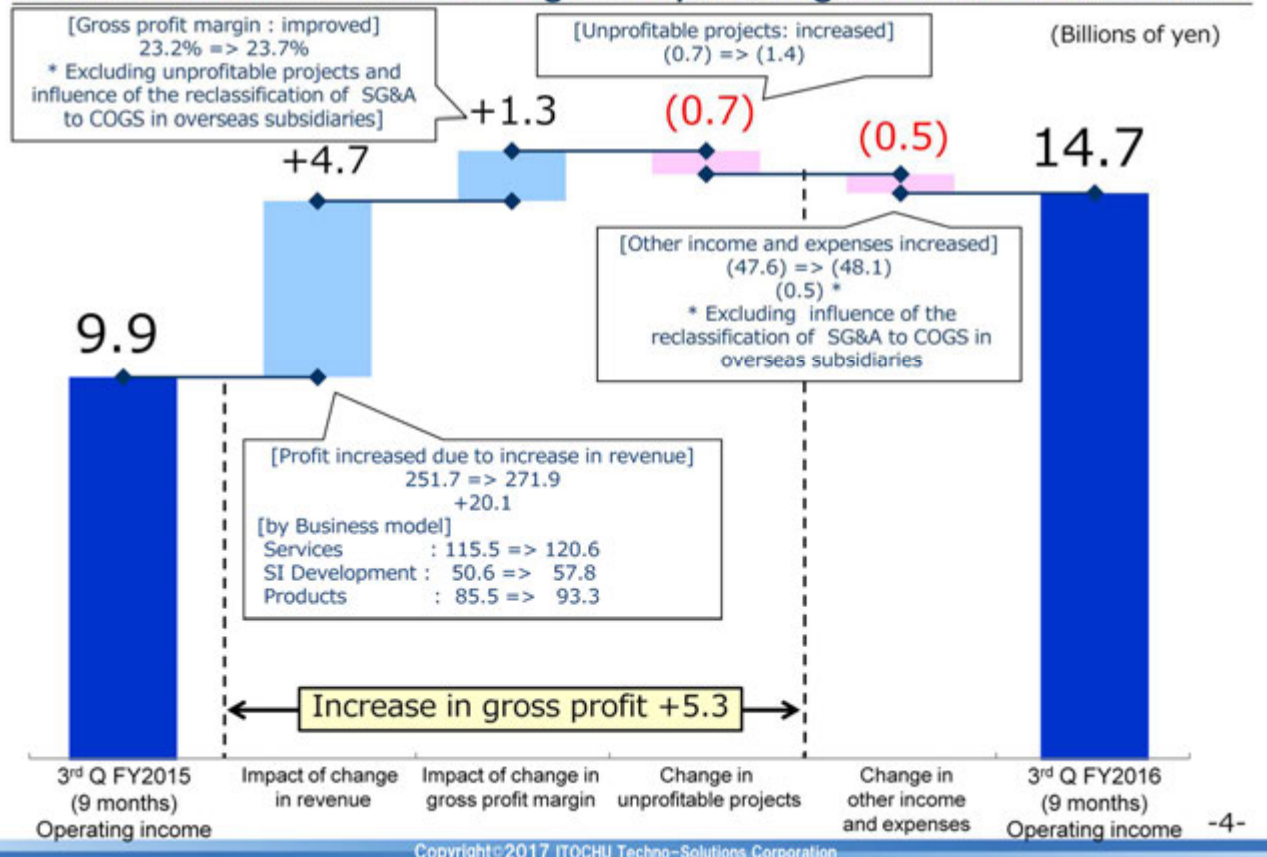 (Billions of yen)
[Gross profit margin : improved]
23.2% => 23.7%
* Excluding unprofitable projects and
influence of the reclassification of SG&A
to COGS in overseas subsidiaries]
[Unprofitable projects: increased]
(0.7) => (1.4)
9.9
+4.7
+1.3
(0.7)
(0.5)
14.7
[Other income and expenses increased]
(47.6) => (48.1)
(0.5) *
* Excluding influence of the
reclassification of SG&A to COGS in
overseas subsidiaries
[Profit increased due to increase in revenue]
251.7 => 271.9
+20.1
[by Business model]
Services : 115.5 => 120.6
SI Development : 50.6 => 57.8
Products : 85.5 => 93.3
Increase in gross profit +5.3
3rd Q FY2015
(9 months)
Operating income
Impact of change
in revenue
Impact of change in
gross profit margin
Change in
unprofitable projects
Change in
other income
and expenses
3rd Q FY2016
(9 months)
Operating income
-4-
Copyright©2017 ITOCHU Techno-Solutions Corporation